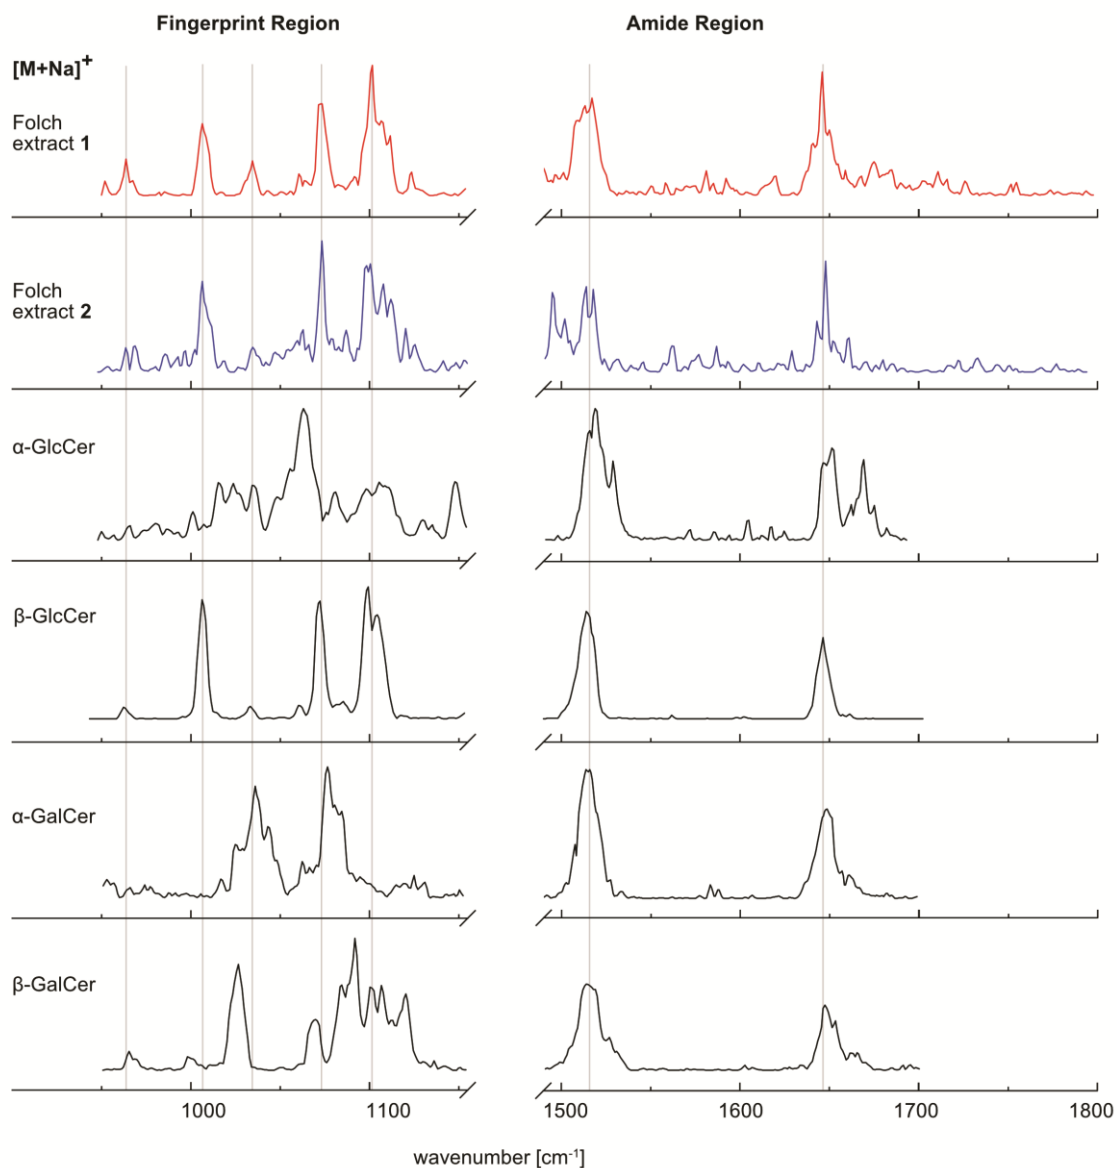 Fingerprint Region
Amide Region
[M+Na]+
Folch
extract 1
Folch
extract 2
α-GlcCer
β-GlcCer
α-GalCer
β-GalCer
1000
1100
1500
1600
1700
1800
wavenumber [cm-1]